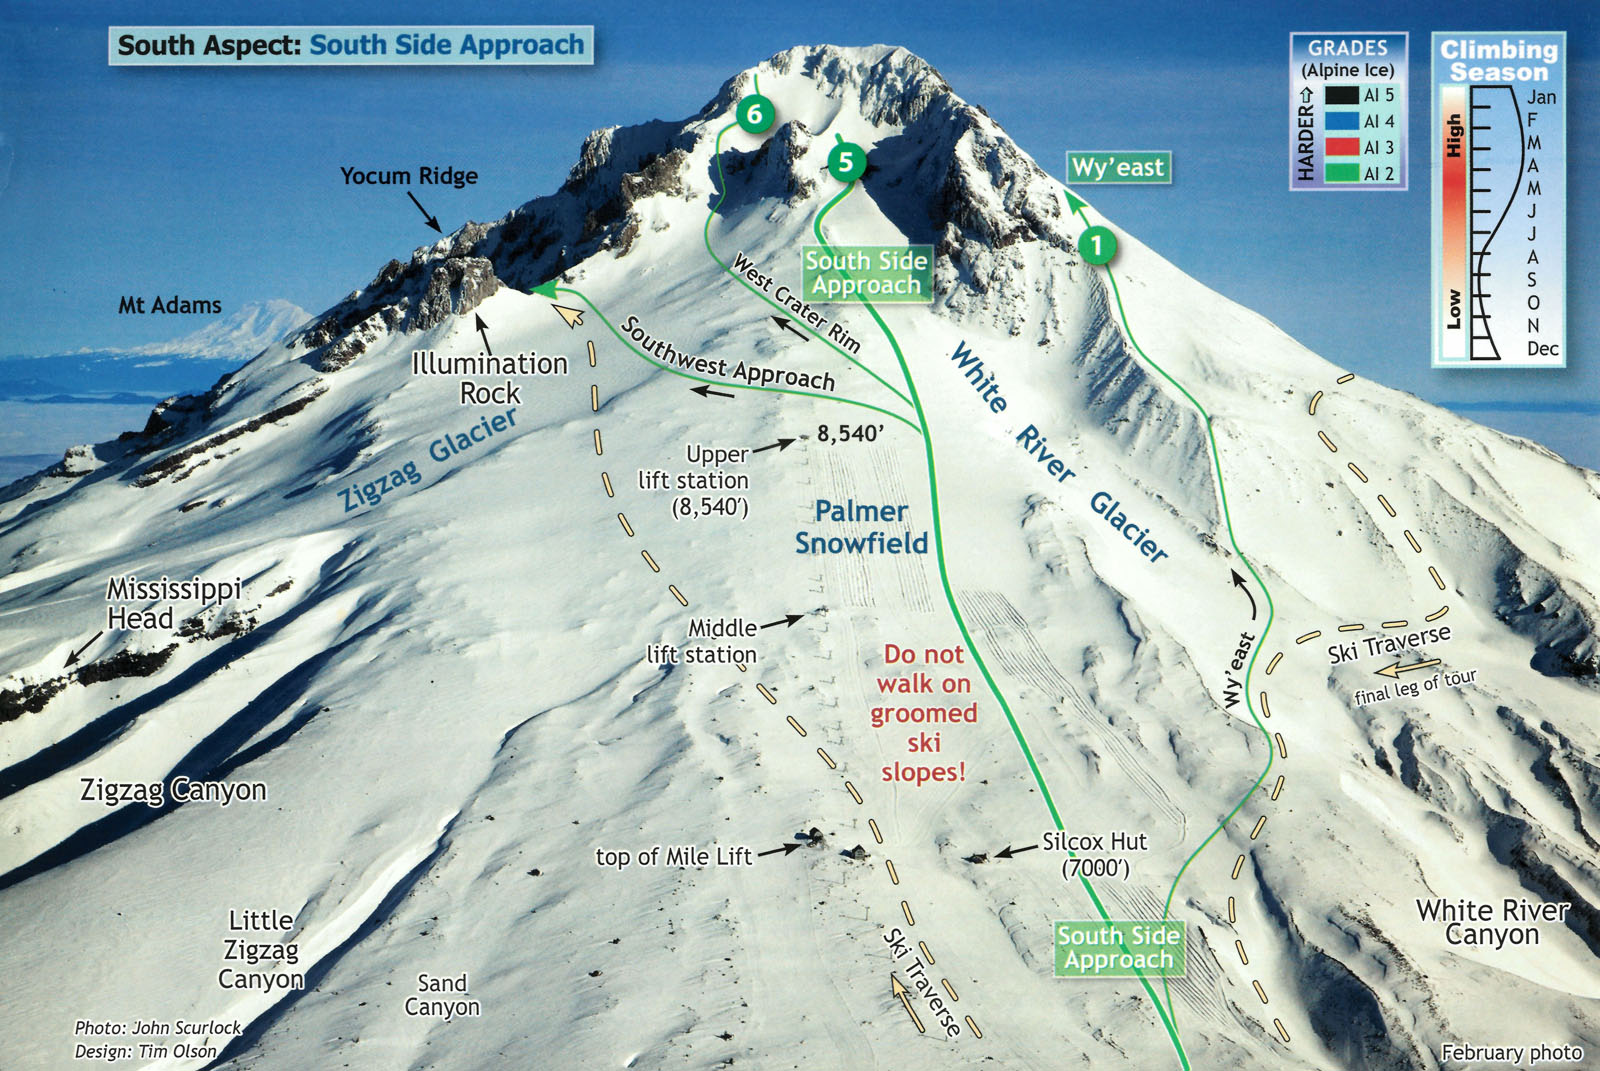 South Aspect: South Side Approach
GRADES
(Alpine Ice)
HARDER⇧
AI 5
AI 4
AI 3
AI 2
Climbing
Season
High
Low
Jan
F
M
A
M
J
J
A
S
O
N
Dec
6
5
Wy'east
1
Yocum Ridge
Mt Adams
South Side
Approach
West Crater Rim
Southwest Approach
Illumination
Rock
Zigzag Glacier
White River Glacier
8,540'
Upper
lift station
(8,540')
Palmer
Snowfield
Mississippi
Head
Middle
lift station
Do not
walk on
groomed
ski
slopes!
Wy'east
Ski Traverse
final leg of tour
Zigzag Canyon
top of Mile Lift
Silcox Hut
(7000')
Little
Zigzag
Canyon
Sand
Canyon
Ski Traverse
South Side
Approach
White River
Canyon
Photo: John Scurlock
Design: Tim Olson
February photo